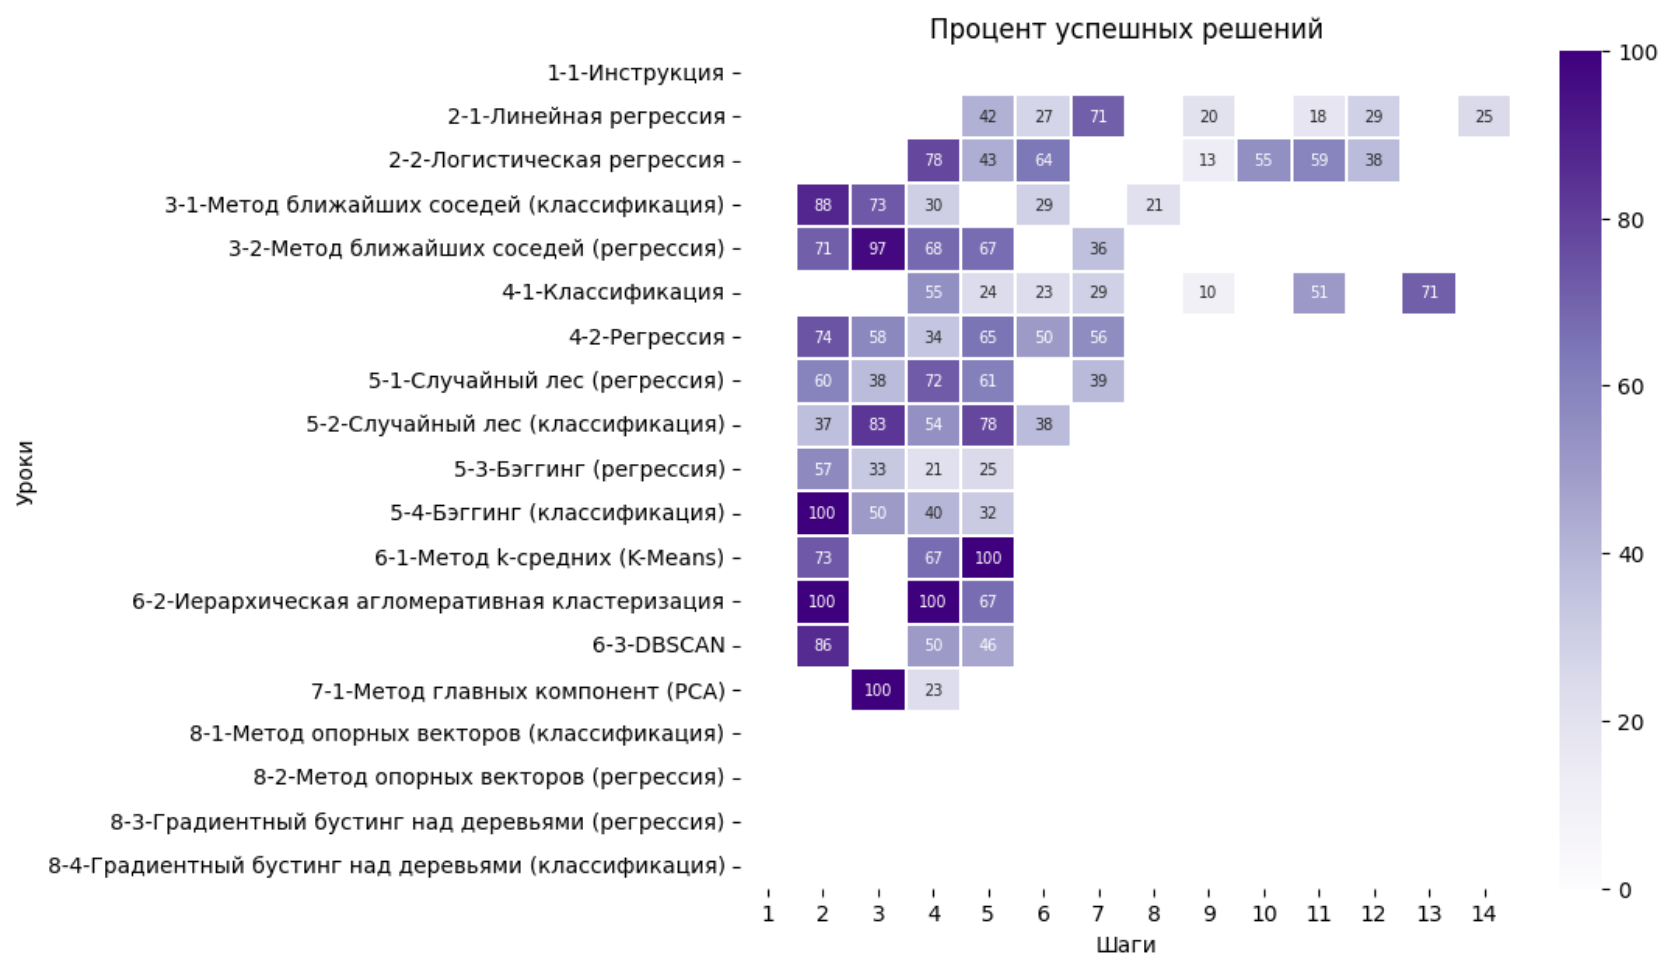 Процент успешных решений
1-1-Инструкция
2-1-Линейная регрессия 42 27 71 20 18 29 25
2-2-Логистическая регрессия 78 43 64 13 55 59 38
3-1-Метод ближайших соседей (классификация) 88 73 30 29 21
3-2-Метод ближайших соседей (регрессия) 71 97 68 67 36
4-1-Классификация 55 24 23 29 10 51 71
4-2-Регрессия 74 58 34 65 50 56
5-1-Случайный лес (регрессия) 60 38 72 61 39
5-2-Случайный лес (классификация) 37 83 54 78 38
5-3-Бэггинг (регрессия) 57 33 21 25
5-4-Бэггинг (классификация) 100 50 40 32
6-1-Метод k-средних (K-Means) 73 67 100
6-2-Иерархическая агломеративная кластеризация 100 100 67
6-3-DBSCAN 86 50 46
7-1-Метод главных компонент (PCA) 100 23
8-1-Метод опорных векторов (классификация)
8-2-Метод опорных векторов (регрессия)
8-3-Градиентный бустинг над деревьями (регрессия)
8-4-Градиентный бустинг над деревьями (классификация)
Уроки
1 2 3 4 5 6 7 8 9 10 11 12 13 14
Шаги
100
80
60
40
20
0